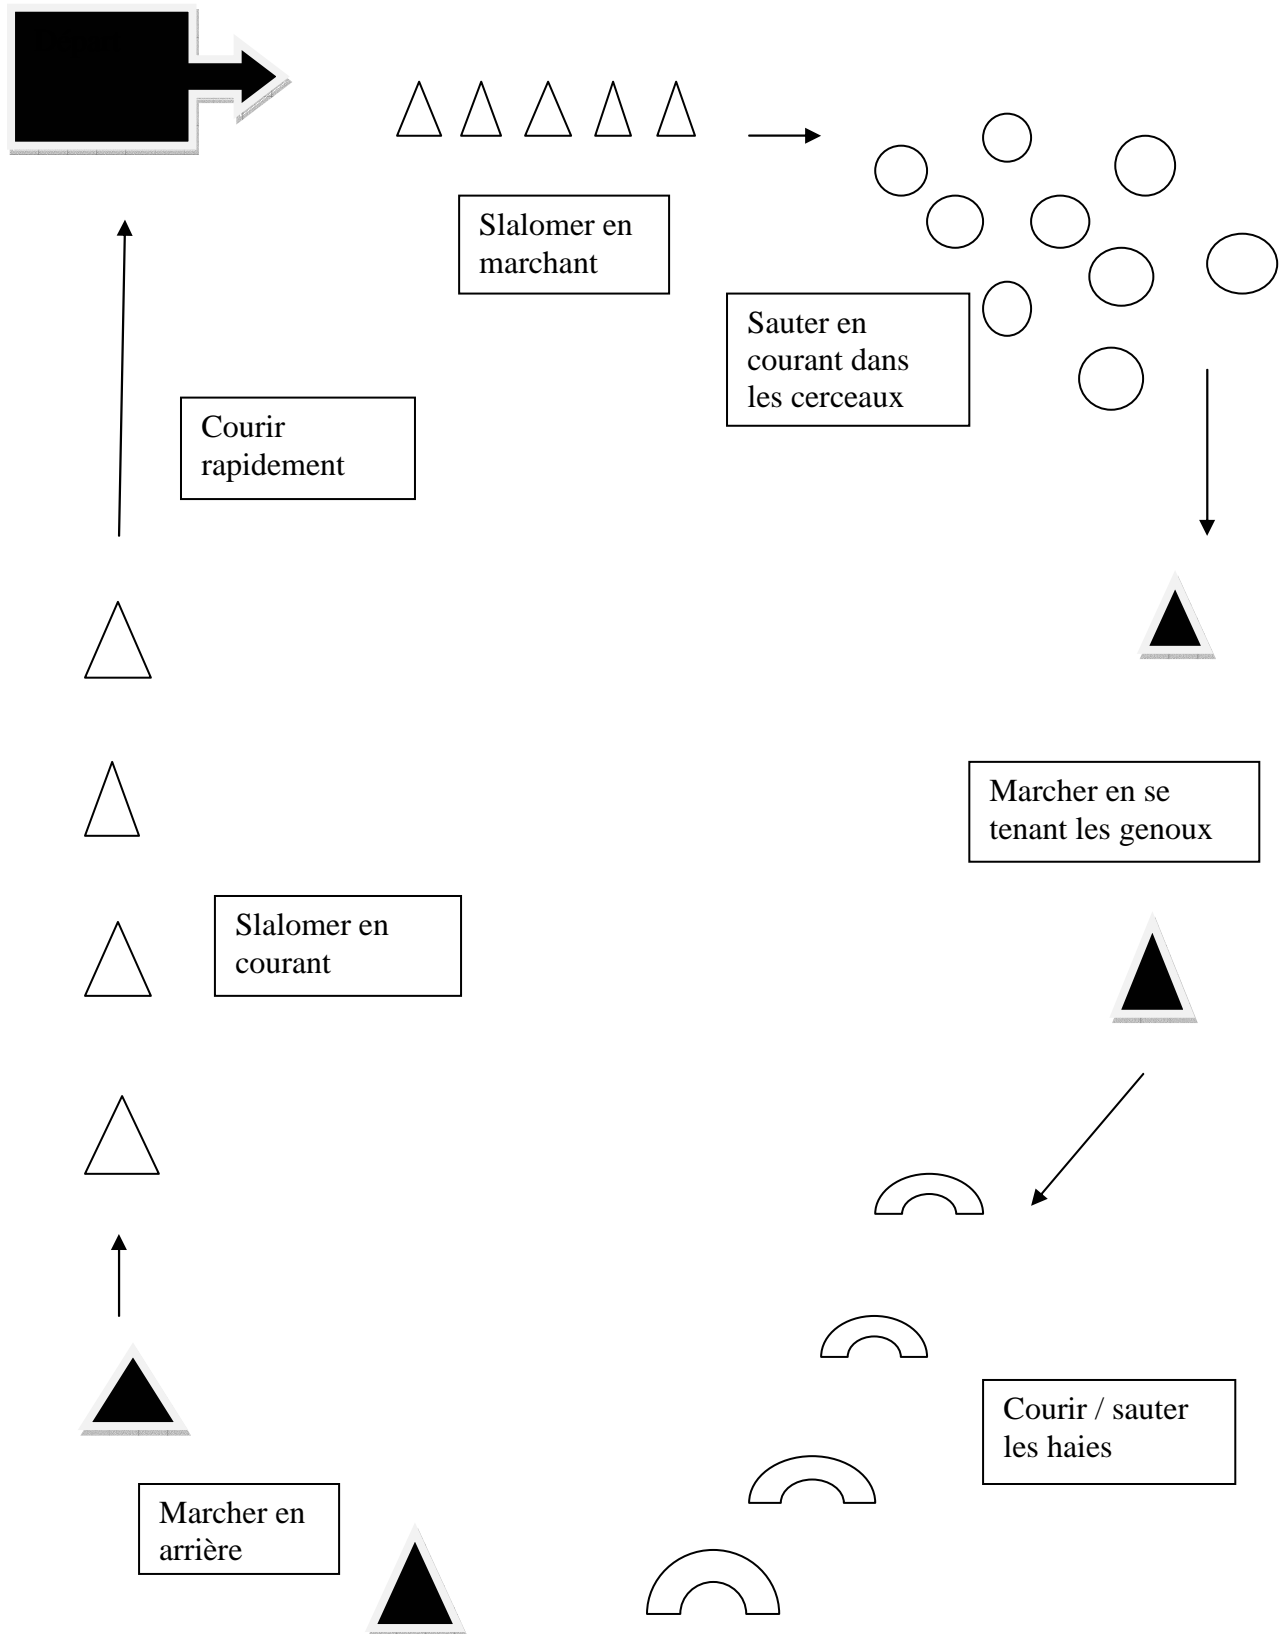 Slalomer en
marchant
Sauter en
courant dans
les cerceaux
Courir
rapidement
Marcher en se
tenant les genoux
Slalomer en
courant
Courir / sauter
les haies
Marcher en
arrière